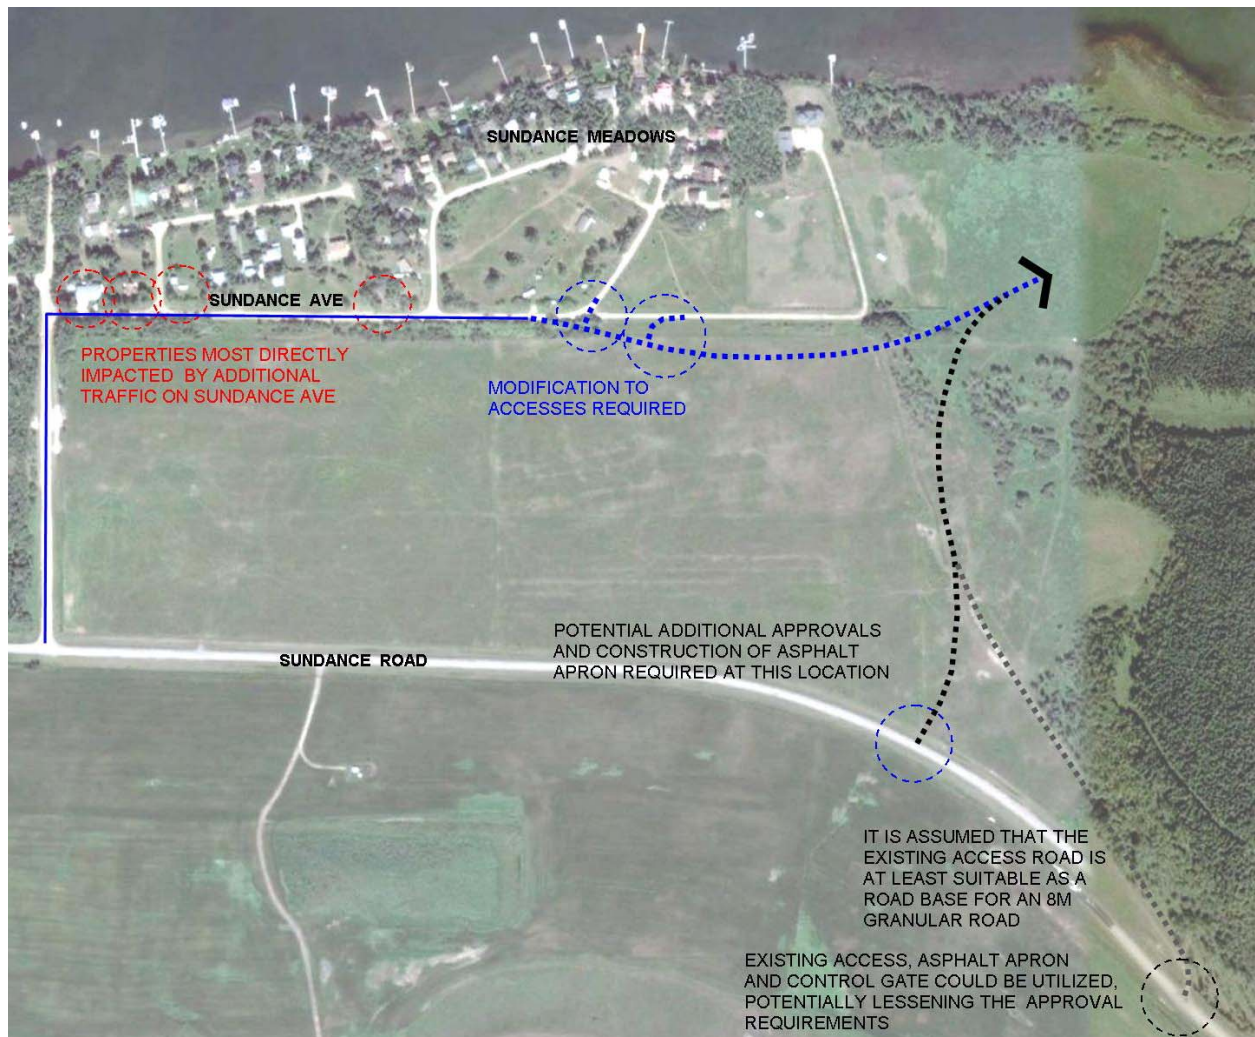 SUNDANCE MEADOWS
SUNDANCE AVE
PROPERTIES MOST DIRECTLY
IMPACTED BY ADDITIONAL
TRAFFIC ON SUNDANCE AVE
MODIFICATION TO
ACCESSES REQUIRED
POTENTIAL ADDITIONAL APPROVALS
AND CONSTRUCTION OF ASPHALT
APRON REQUIRED AT THIS LOCATION
SUNDANCE ROAD
IT IS ASSUMED THAT THE
EXISTING ACCESS ROAD IS
AT LEAST SUITABLE AS A
ROAD BASE FOR AN 8M
GRANULAR ROAD
EXISTING ACCESS, ASPHALT APRON
AND CONTROL GATE COULD BE UTILIZED,
POTENTIALLY LESSENING THE APPROVAL
REQUIREMENTS